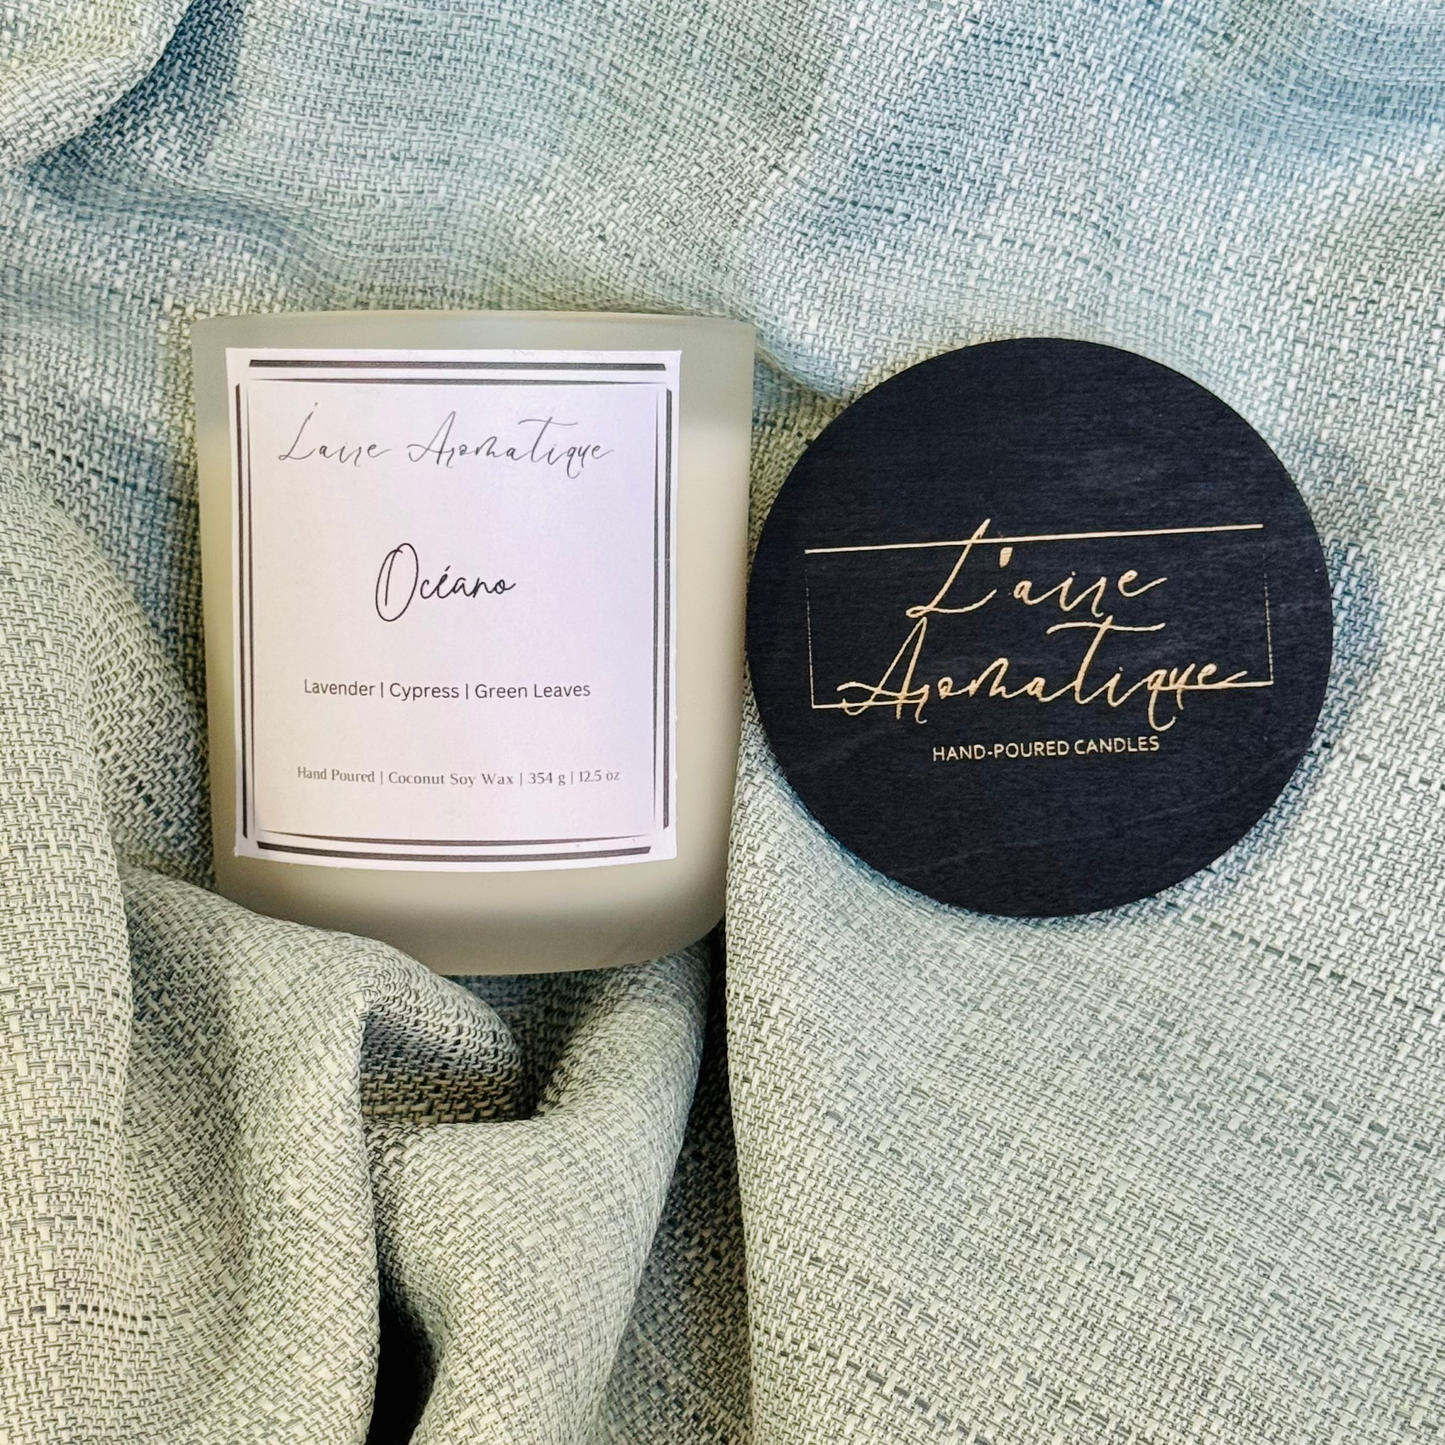 L'aire Aromatique
Océano
Lavender | Cypress | Green Leaves
Hand Poured | Coconut Soy Wax | 354 g | 12.5 oz
L'aire
Aromatique
HAND-POURED CANDLES